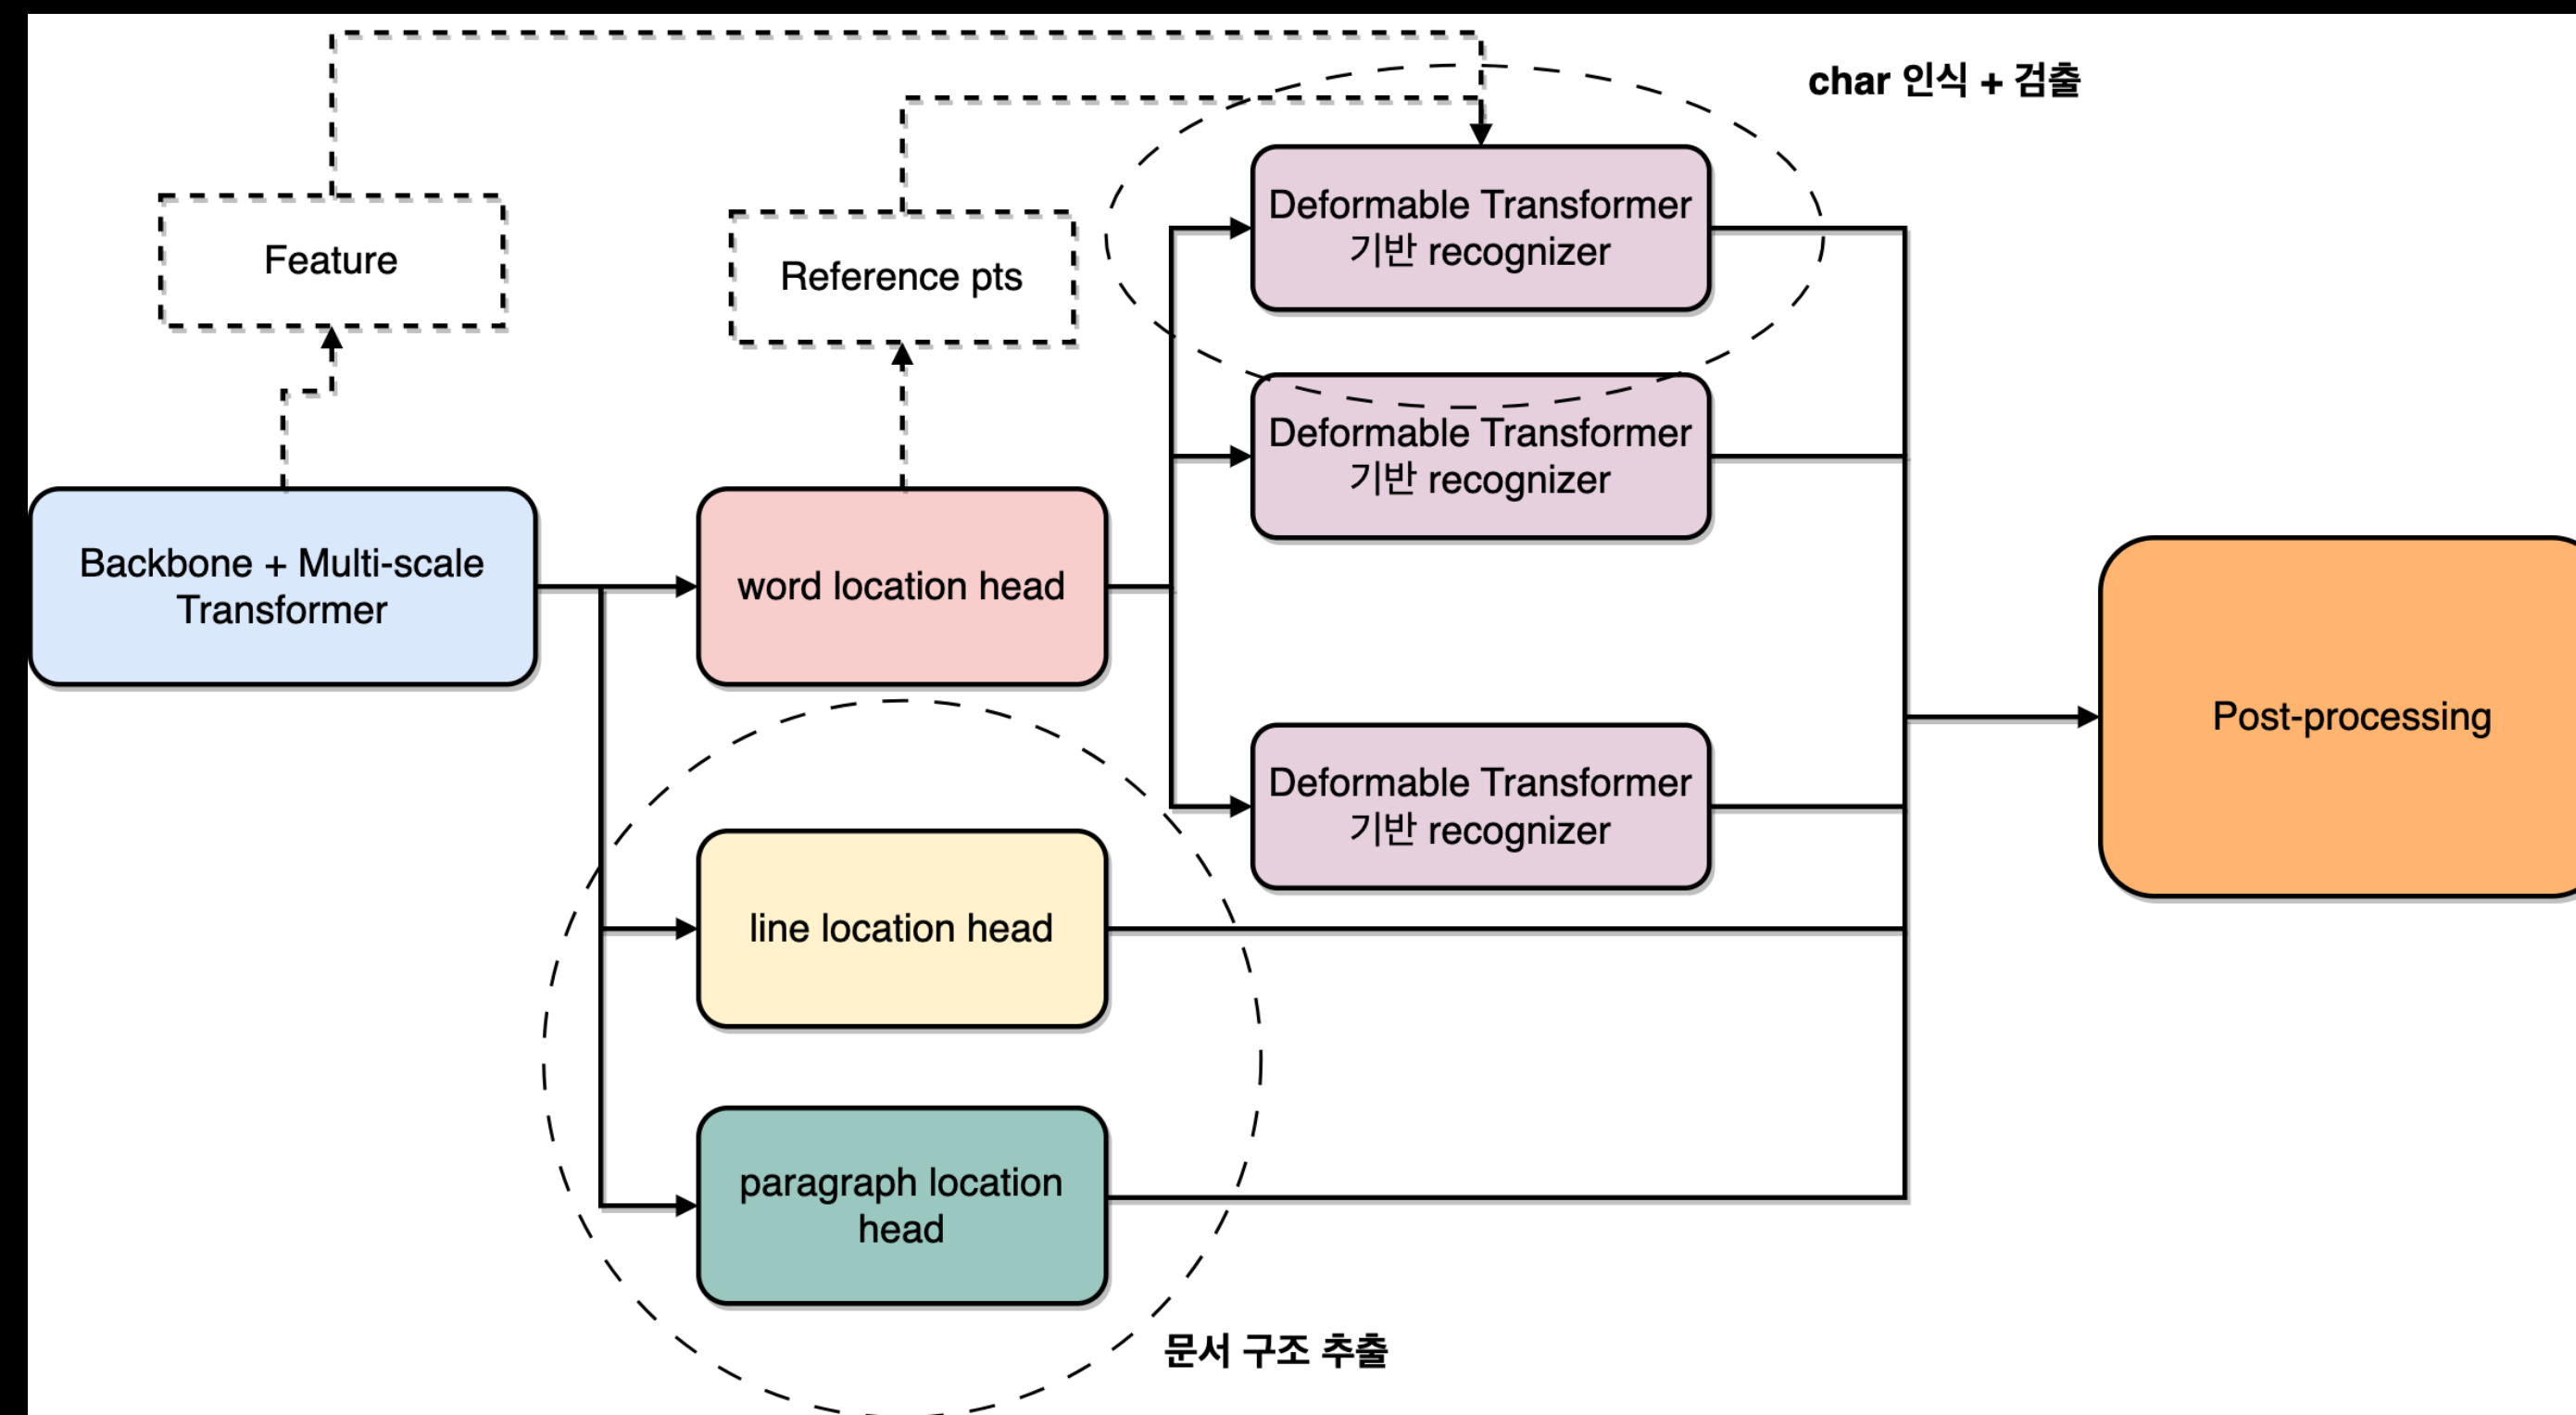 char 인식 + 검출
Feature
Reference pts
Deformable Transformer
기반 recognizer
Deformable Transformer
기반 recognizer
Backbone + Multi-scale
Transformer
word location head
Post-processing
Deformable Transformer
기반 recognizer
line location head
paragraph location
head
문서 구조 추출